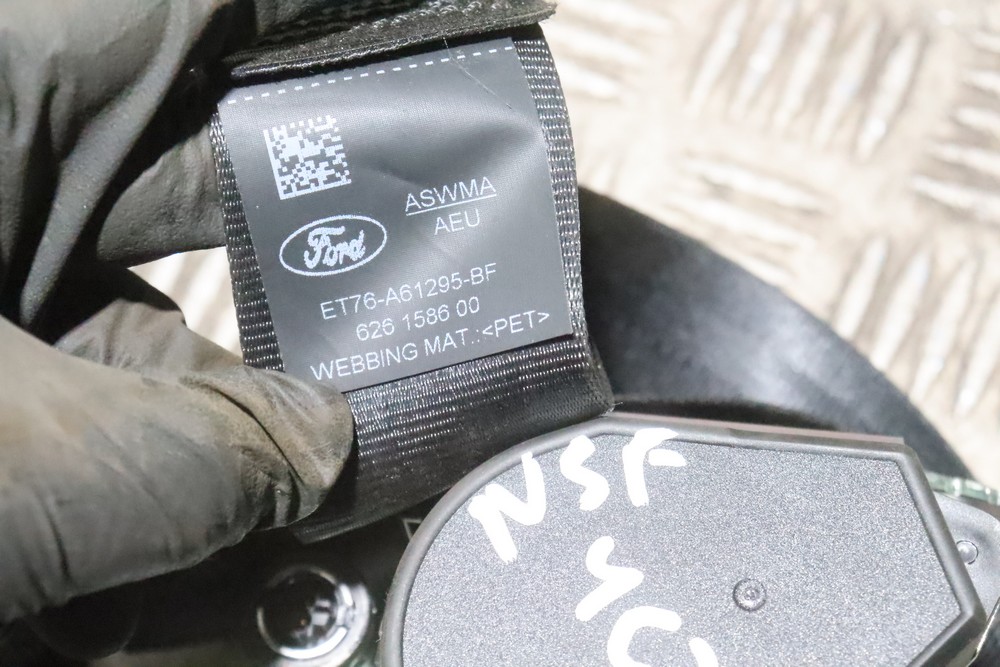 ASWMA
AEU
Ford
ET76-A61295-BF
626 1586 00
WEBBING MAT.:<PET>
NSF